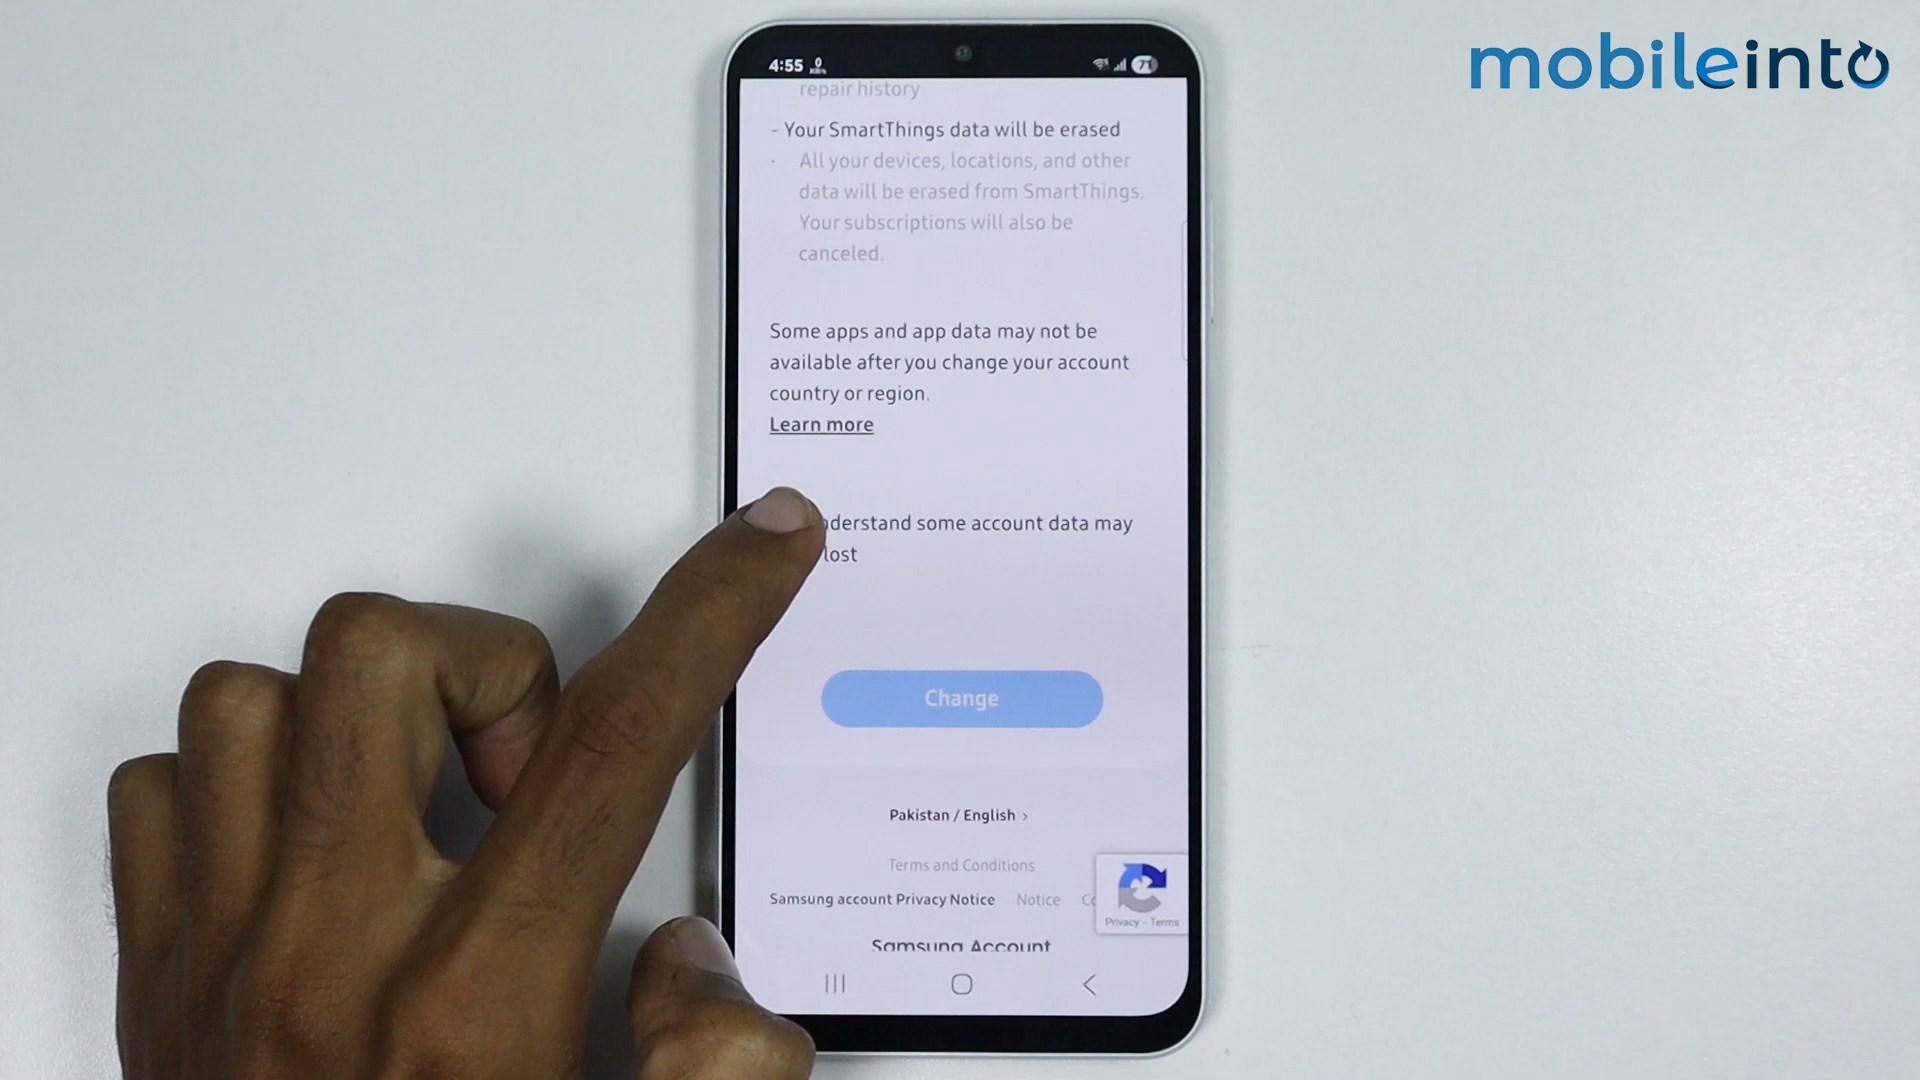 mobileinto
4:55 0
71
repair history
- Your SmartThings data will be erased
· All your devices, locations, and other
data will be erased from SmartThings.
Your subscriptions will also be
canceled.
Some apps and app data may not be
available after you change your account
country or region.
Learn more
derstand some account data may
lost
Change
Pakistan / English >
Terms and Conditions
Samsung account Privacy Notice Notice
Privacy - Terms
Samsung Account